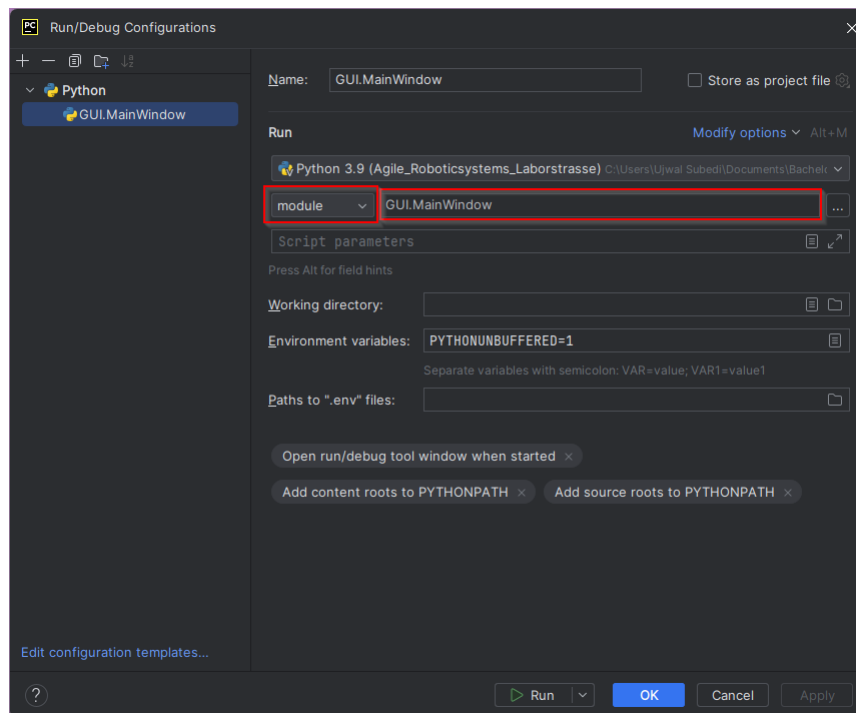 PC Run/Debug Configurations
Python
GUI.MainWindow
Name: GUI.MainWindow Store as project file
Run Modify options Alt+M
Python 3.9 (Agile_Roboticsystems_Laborstrasse) C:\Users\Ujwal Subedi\Documents\Bachel
module GUI.MainWindow ...
Script parameters
Press Alt for field hints
Working directory:
Environment variables: PYTHONUNBUFFERED=1
Separate variables with semicolon: VAR=value; VAR1=value1
Paths to ".env" files:
Open run/debug tool window when started ×
Add content roots to PYTHONPATH × Add source roots to PYTHONPATH ×
Edit configuration templates...
? Run OK Cancel Apply